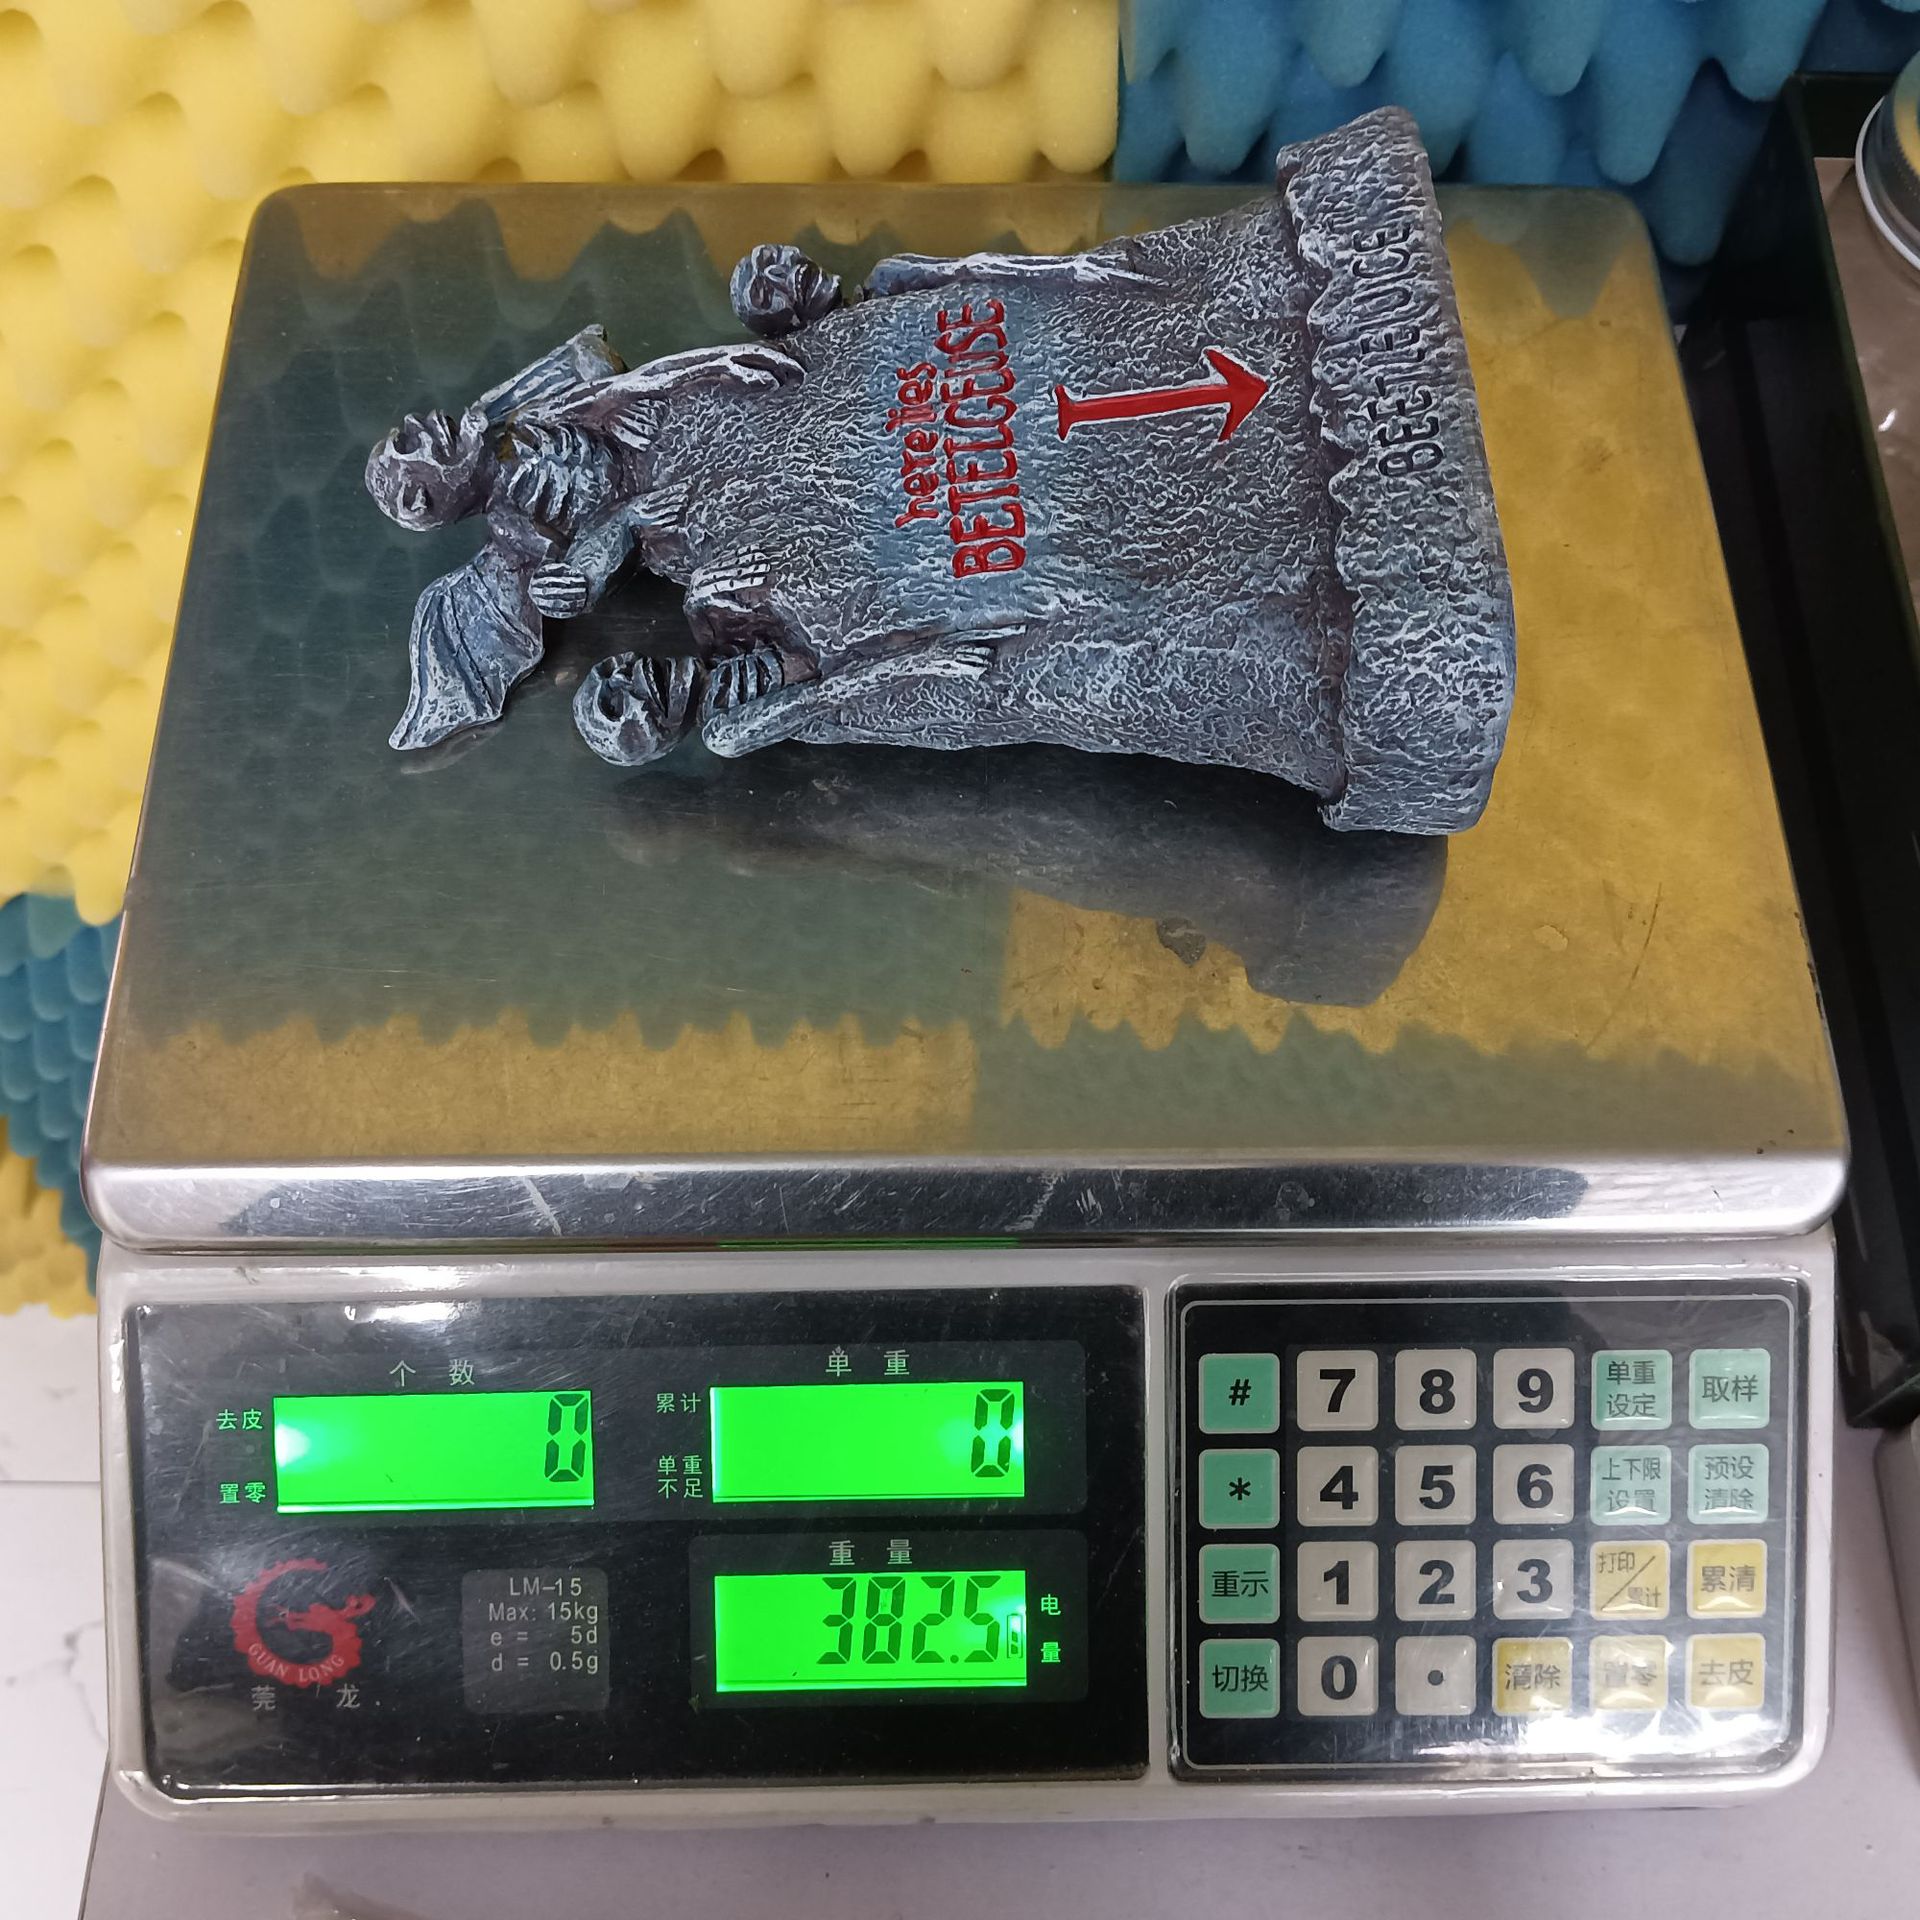 here lies
BETELGEUSE
BEETLEJUICE
个 数
单 重
去皮
置零
0
累计
单重
不足
0
重 量
382.5
电
量
GUAN LONG
莞 龙
LM-15
Max: 15kg
e = 5d
d = 0.5g
# 7 8 9 单重设定 取样
* 4 5 6 上下限设置 预设清除
重示 1 2 3 打印/累计 累清
切换 0 . 清除 置零 去皮